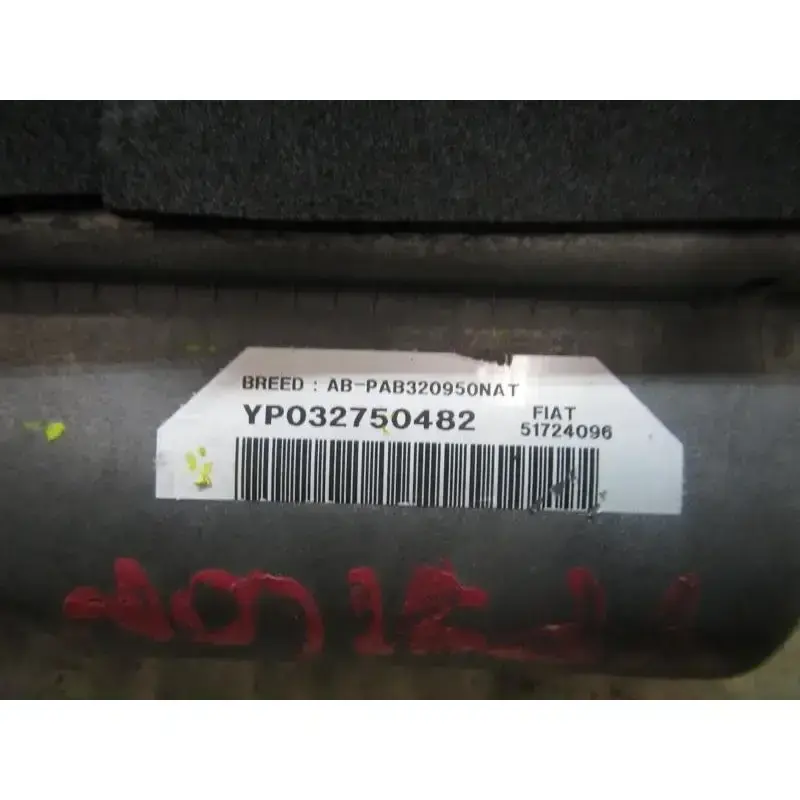 BREED : AB-PAB320950NAT
YP032750482
FIAT
51724096